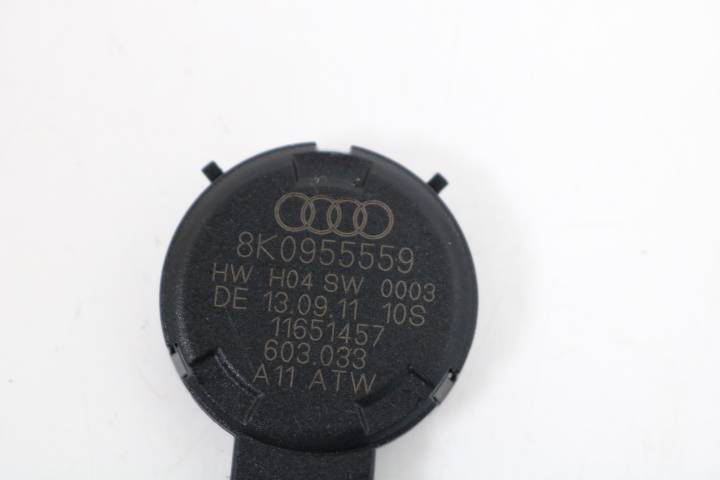 8K0955559
HW H04 SW 0003
DE 13.09.11 10S
11651457
603.033
A11 ATW